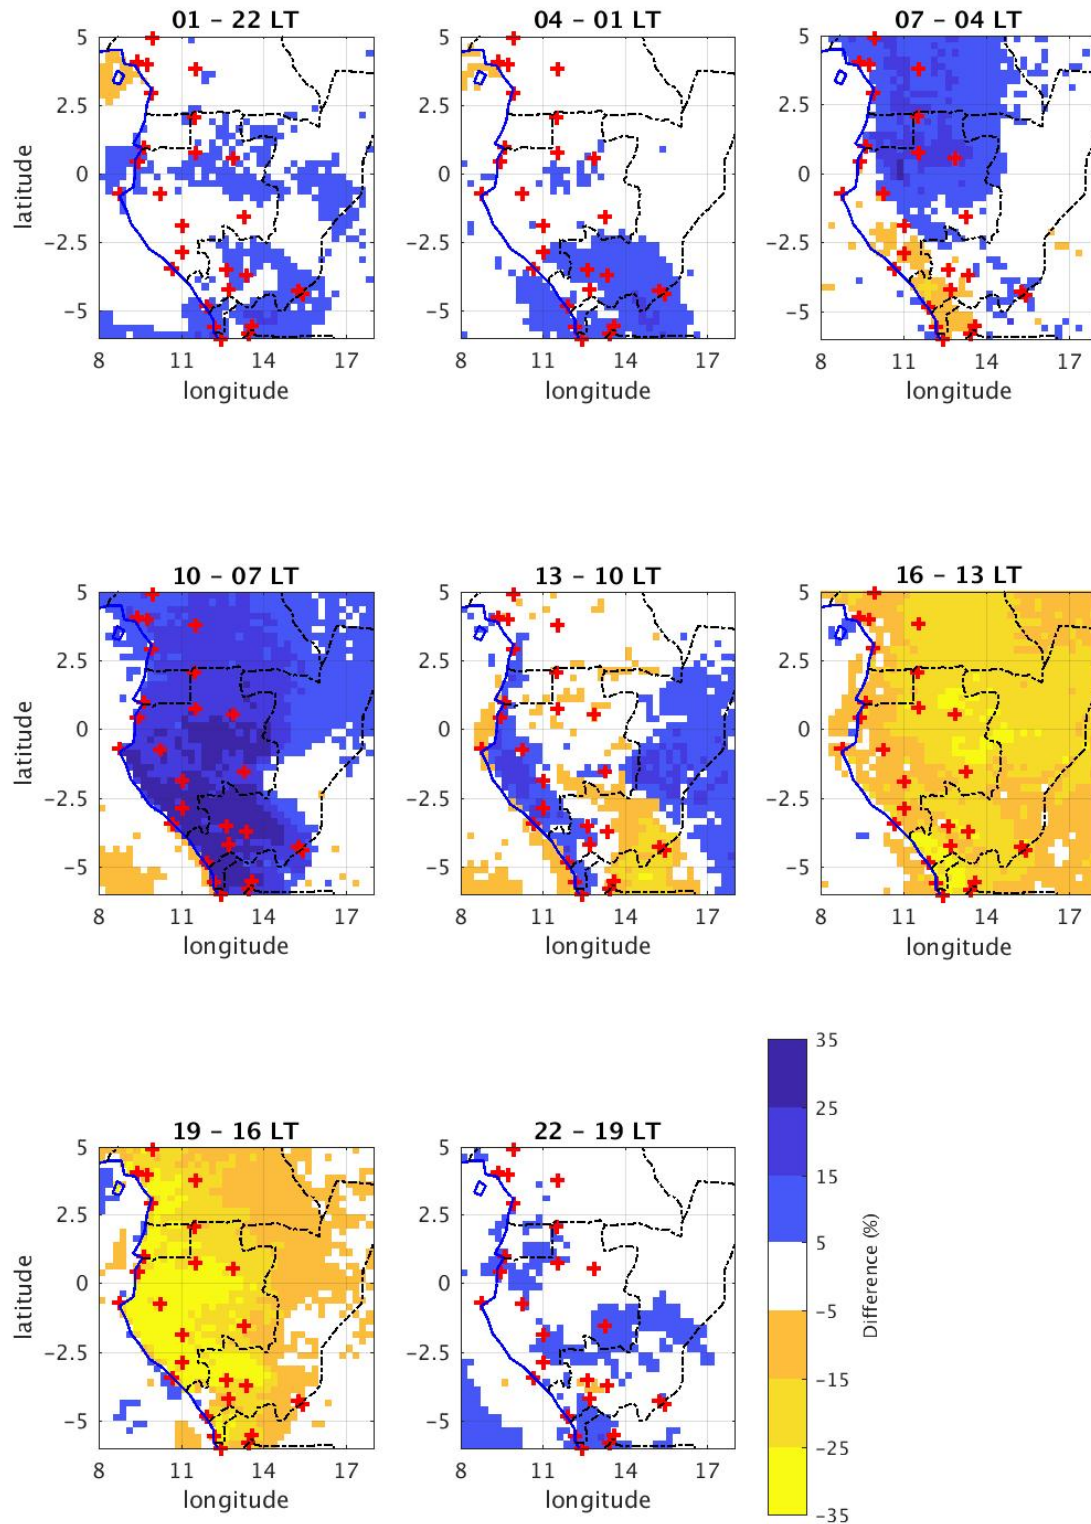 01 – 22 LT
04 – 01 LT
07 – 04 LT
5
2.5
0
−2.5
−5
latitude
8 11 14 17
longitude
5
2.5
0
−2.5
−5
8 11 14 17
longitude
5
2.5
0
−2.5
−5
8 11 14 17
longitude
10 – 07 LT
13 – 10 LT
16 – 13 LT
5
2.5
0
−2.5
−5
latitude
8 11 14 17
longitude
5
2.5
0
−2.5
−5
8 11 14 17
longitude
5
2.5
0
−2.5
−5
8 11 14 17
longitude
19 – 16 LT
22 – 19 LT
5
2.5
0
−2.5
−5
latitude
8 11 14 17
longitude
5
2.5
0
−2.5
−5
8 11 14 17
longitude
35
25
15
5
−5
−15
−25
−35
Difference (%)